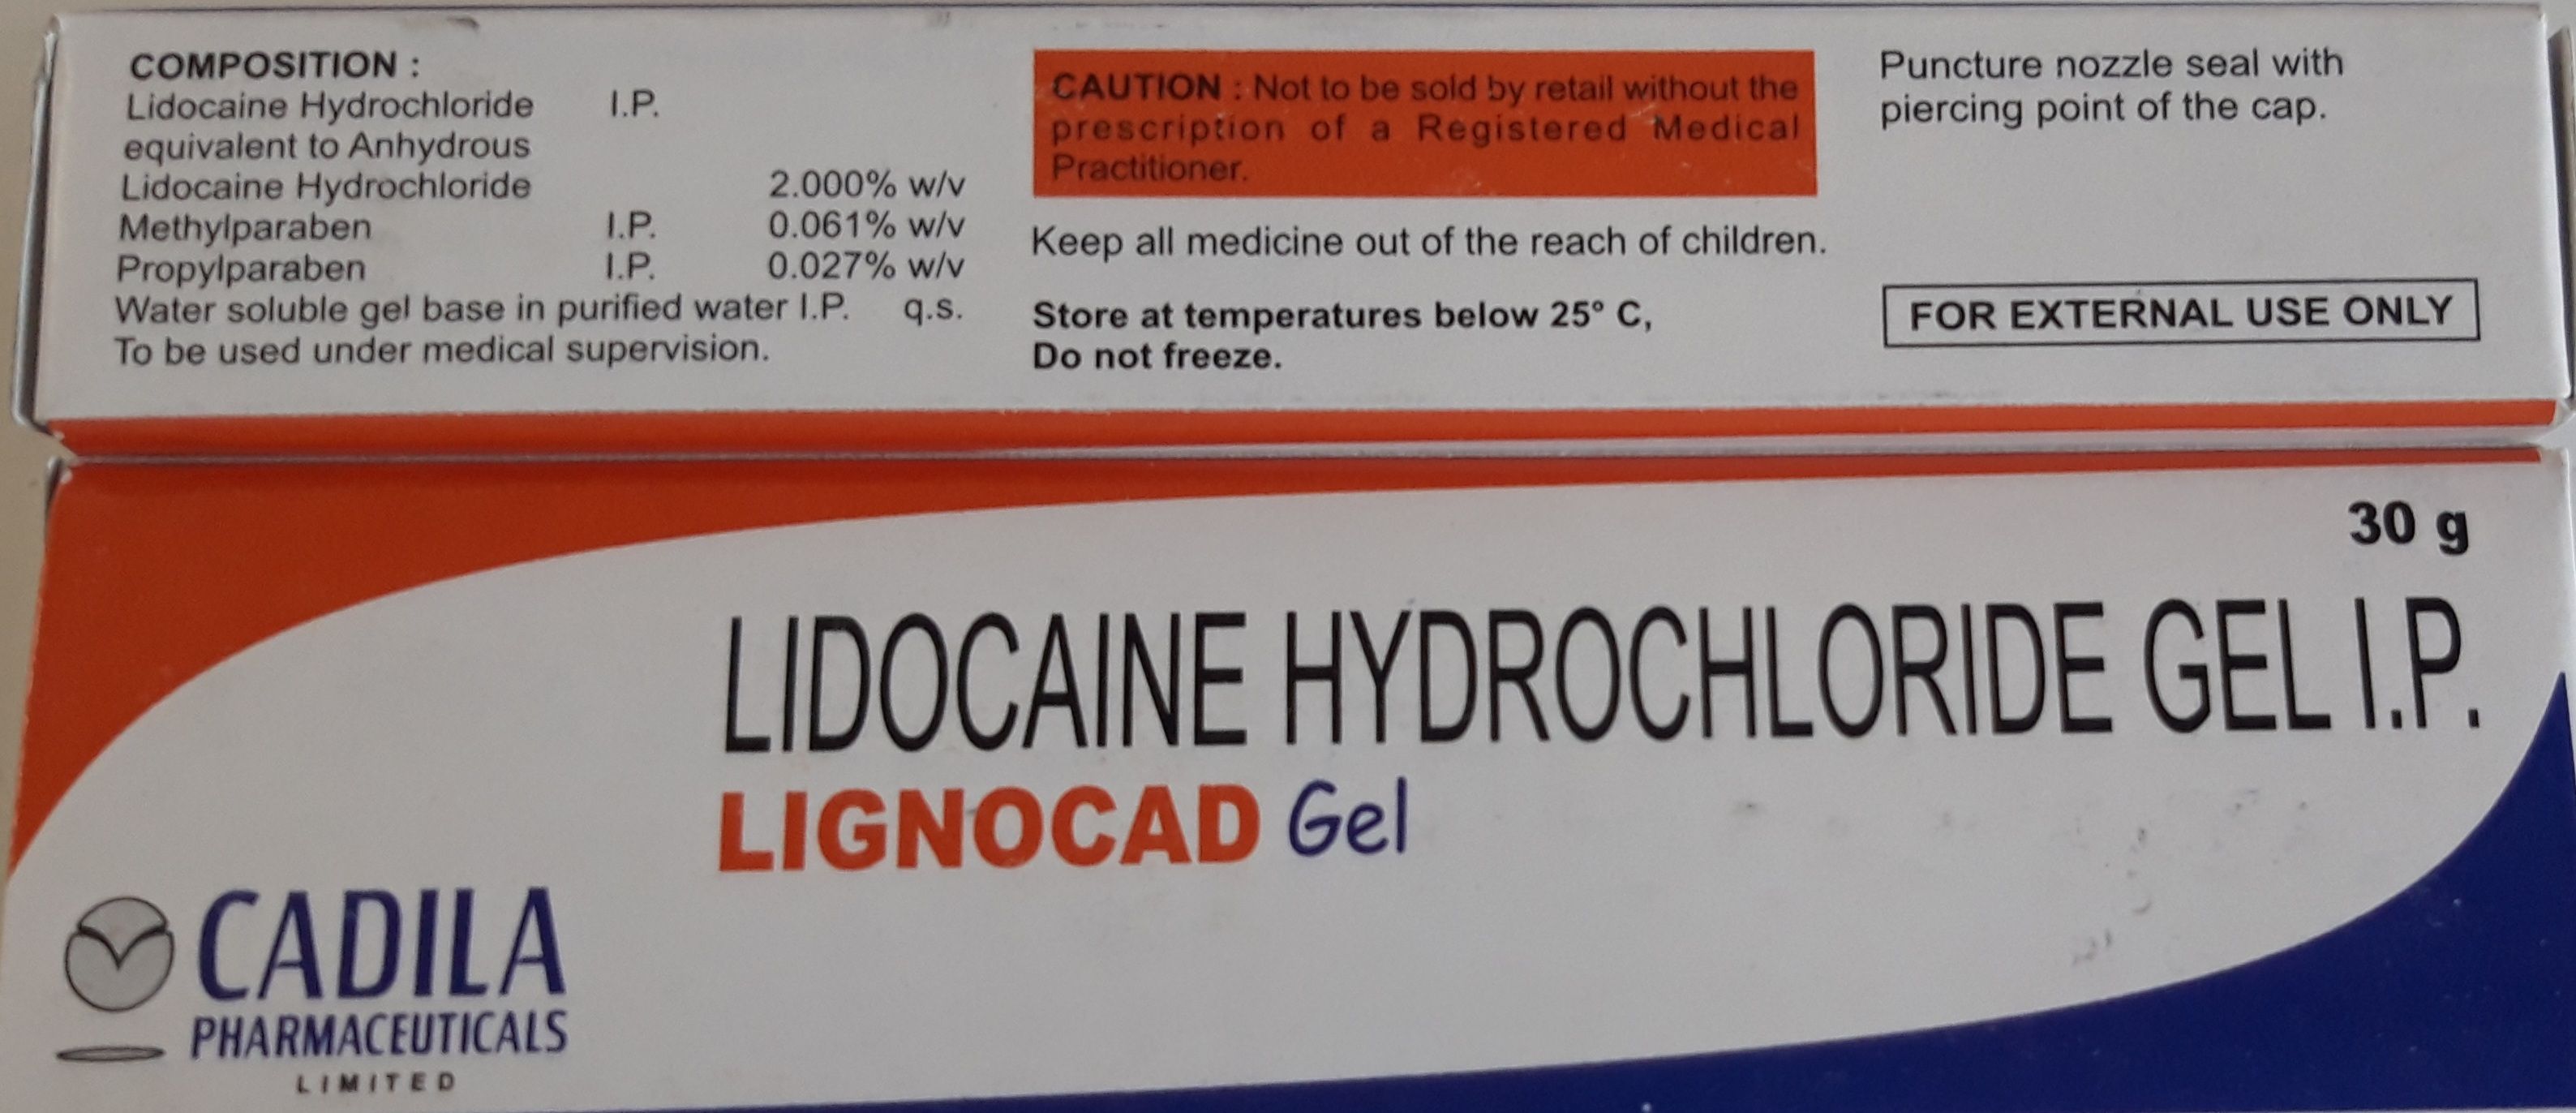 COMPOSITION :
Lidocaine Hydrochloride I.P.
equivalent to Anhydrous
Lidocaine Hydrochloride 2.000% w/v
Methylparaben I.P. 0.061% w/v
Propylparaben I.P. 0.027% w/v
Water soluble gel base in purified water I.P. q.s.
To be used under medical supervision.
CAUTION : Not to be sold by retail without the
prescription of a Registered Medical
Practitioner.
Keep all medicine out of the reach of children.
Store at temperatures below 25° C,
Do not freeze.
Puncture nozzle seal with
piercing point of the cap.
FOR EXTERNAL USE ONLY
30 g
LIDOCAINE HYDROCHLORIDE GEL I.P.
LIGNOCAD Gel
CADILA
PHARMACEUTICALS
LIMITED